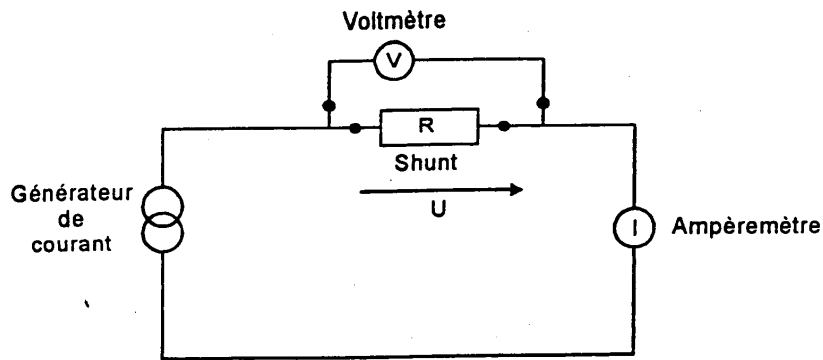 Voltmètre
V
R
Shunt
U
Générateur
de
courant
I
Ampèremètre